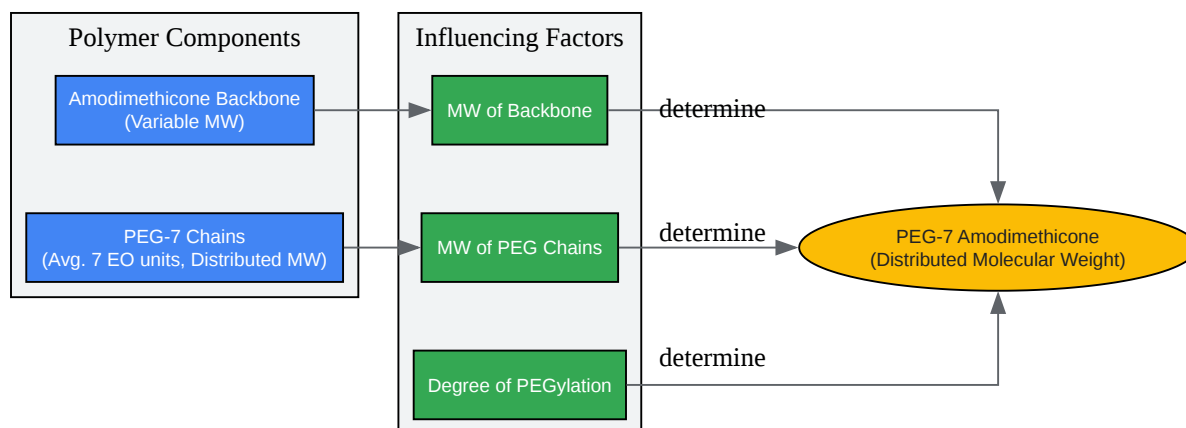 Polymer Components
Amodimethicone Backbone
(Variable MW)
PEG-7 Chains
(Avg. 7 EO units, Distributed MW)
Influencing Factors
MW of Backbone
MW of PEG Chains
Degree of PEGylation
determine
determine
determine
PEG-7 Amodimethicone
(Distributed Molecular Weight)